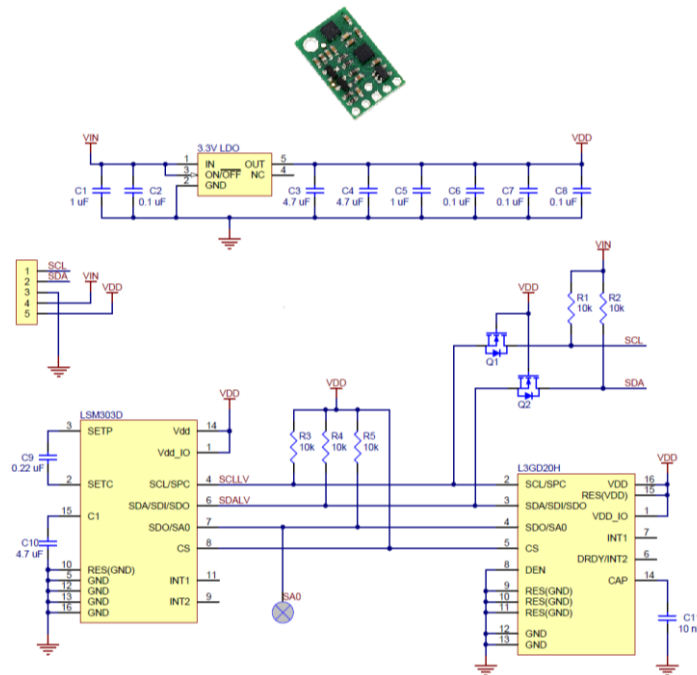 VIN
VDD
3.3V LDO
1 IN OUT 5
3 ON/OFF NC 4
2 GND
C1
1 uF
C2
0.1 uF
C3
4.7 uF
C4
4.7 uF
C5
1 uF
C6
0.1 uF
C7
0.1 uF
C8
0.1 uF
1 SCL
2 SDA
3
4
5
VIN
VDD
VIN
VDD
R1
10k
R2
10k
SCL
Q1
SDA
Q2
VDD
R3
10k
R4
10k
R5
10k
VDD
LSM303D
3 SETP Vdd 14
Vdd_IO 1
C9
0.22 uF
2 SETC SCL/SPC 4 SCLLV
SDA/SDI/SDO 6 SDALV
15 C1 SDO/SA0 7
CS 8
C10
4.7 uF
10 RES(GND)
5 GND INT1 11
12 GND
13 GND INT2 9
16 GND
SA0
L3GD20H
VDD
2 SCL/SPC VDD 16
RES(VDD) 15
3 SDA/SDI/SDO VDD_IO 1
4 SDO/SA0 INT1 7
5 CS DRDY/INT2 6
8 DEN CAP 14
9 RES(GND)
10 RES(GND)
11 RES(GND)
12 GND
13 GND
10 n